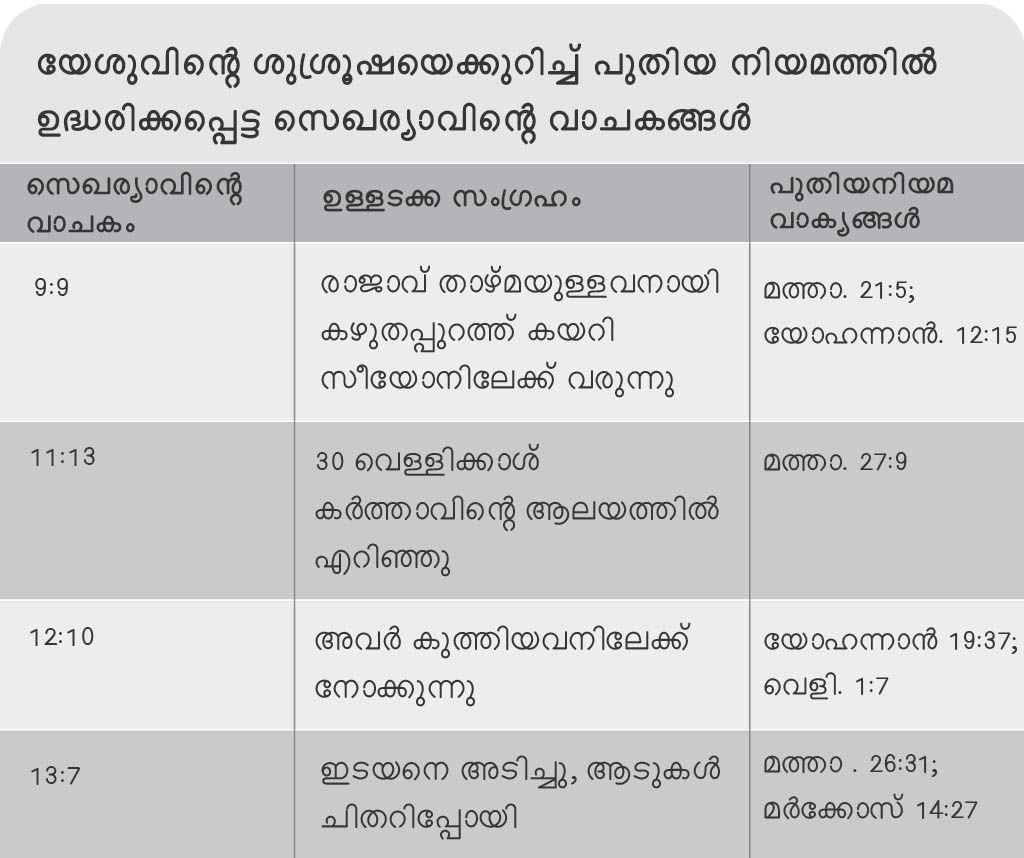 യേശുവിന്റെ ശുശ്രൂഷയെക്കുറിച്ച് പുതിയ നിയമത്തിൽ
ഉദ്ധരിക്കപ്പെട്ട സെഖര്യാവിന്റെ വാചകങ്ങൾ
സെഖര്യാവിന്റെ
വാചകം
ഉള്ളടക്ക സംഗ്രഹം
പുതിയനിയമ
വാക്യങ്ങൾ
9:9
രാജാവ് താഴ്മയുള്ളവനായി
കഴുതപ്പുറത്ത് കയറി
സീയോനിലേക്ക് വരുന്നു
മത്താ. 21:5;
യോഹന്നാൻ. 12:15
11:13
30 വെള്ളിക്കാശ്
കർത്താവിന്റെ ആലയത്തിൽ
എറിഞ്ഞു
മത്താ. 27:9
12:10
അവർ കുത്തിയവനിലേക്ക്
നോക്കുന്നു
യോഹന്നാൻ 19:37;
വെളി. 1:7
13:7
ഇടയനെ അടിച്ചു, ആടുകൾ
ചിതറിപ്പോയി
മത്താ . 26:31;
മർക്കോസ് 14:27